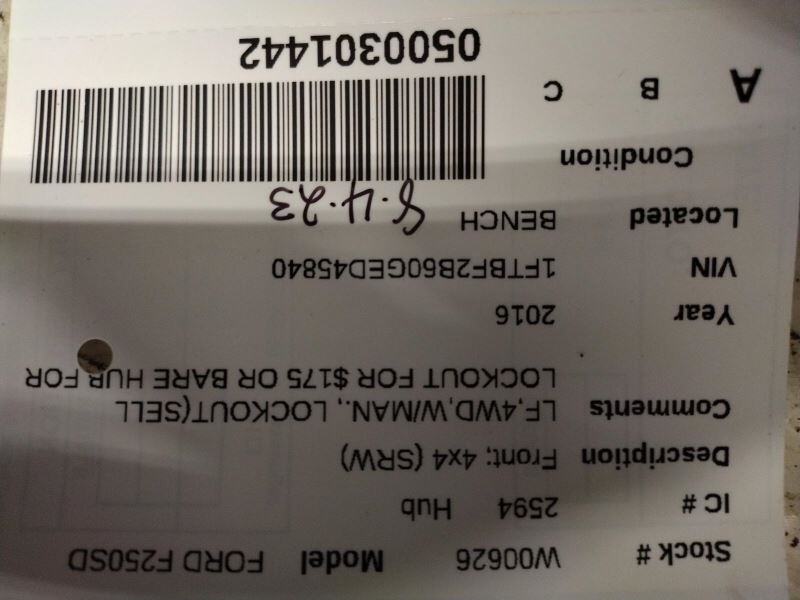 Stock # W00626 Model FORD F250SD
IC # 2594 Hub
Description Front; 4x4 (SRW)
Comments LF,4WD,W/MAN., LOCKOUT(SELL
LOCKOUT FOR $175 OR BARE HUB FOR
Year 2016
VIN 1FTBF2B60GED45840
Located BENCH 8.4.23
Condition
A B C
0500301442